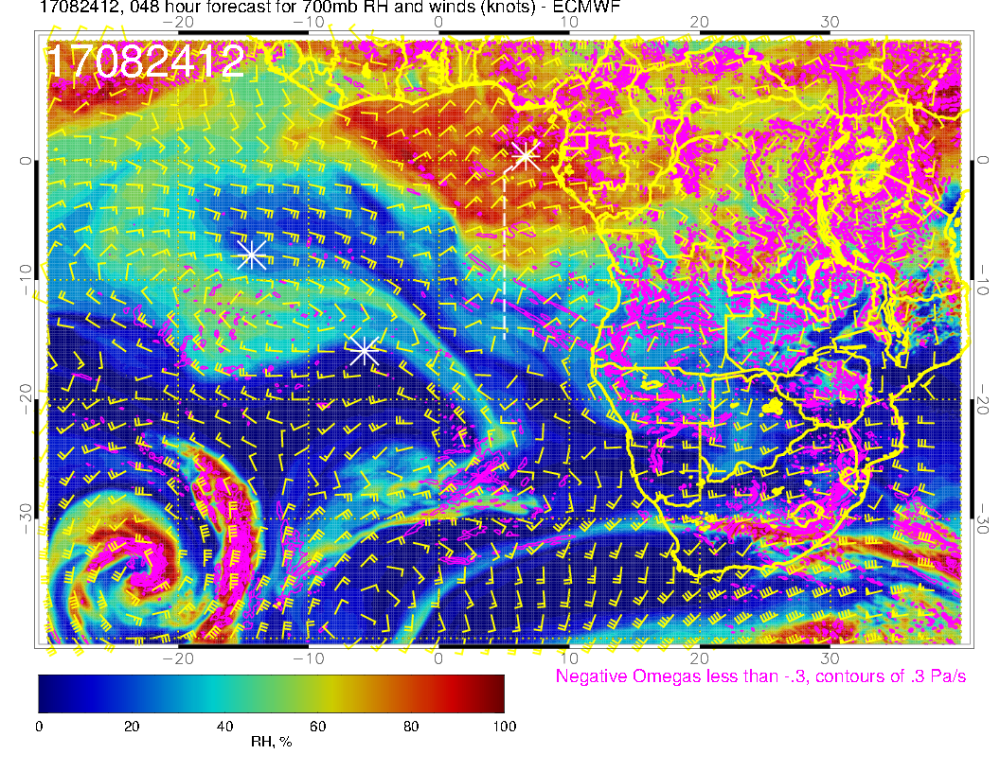 17082412, 048 hour forecast for 700mb RH and winds (knots) - ECMWF
−20 −10 0 10 20 30
17082412
0 0
−10 −10
−20 −20
−30 −30
−20 −10 0 10 20 30
Negative Omegas less than -.3, contours of .3 Pa/s
0 20 40 60 80 100
RH, %